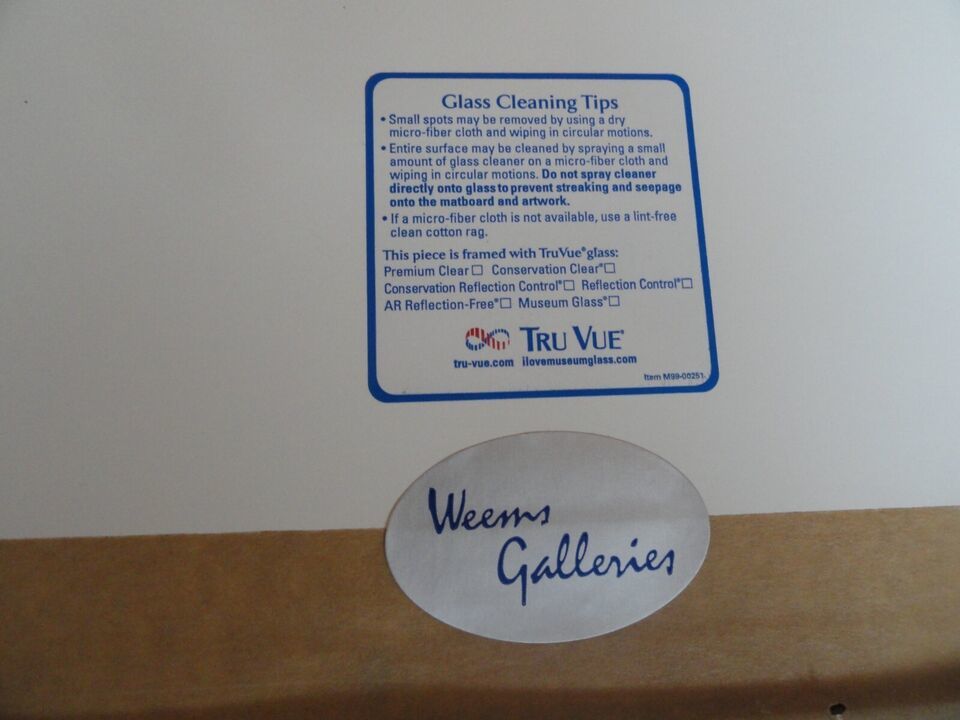 Glass Cleaning Tips
• Small spots may be removed by using a dry
micro-fiber cloth and wiping in circular motions.
• Entire surface may be cleaned by spraying a small
amount of glass cleaner on a micro-fiber cloth and
wiping in circular motions. Do not spray cleaner
directly onto glass to prevent streaking and seepage
onto the matboard and artwork.
• If a micro-fiber cloth is not available, use a lint-free
clean cotton rag.
This piece is framed with TruVue® glass:
Premium Clear □ Conservation Clear® □
Conservation Reflection Control® □ Reflection Control® □
AR Reflection-Free® □ Museum Glass® □
TRU VUE®
tru-vue.com ilovemuseumglass.com
Item M99-00251
Weems
Galleries